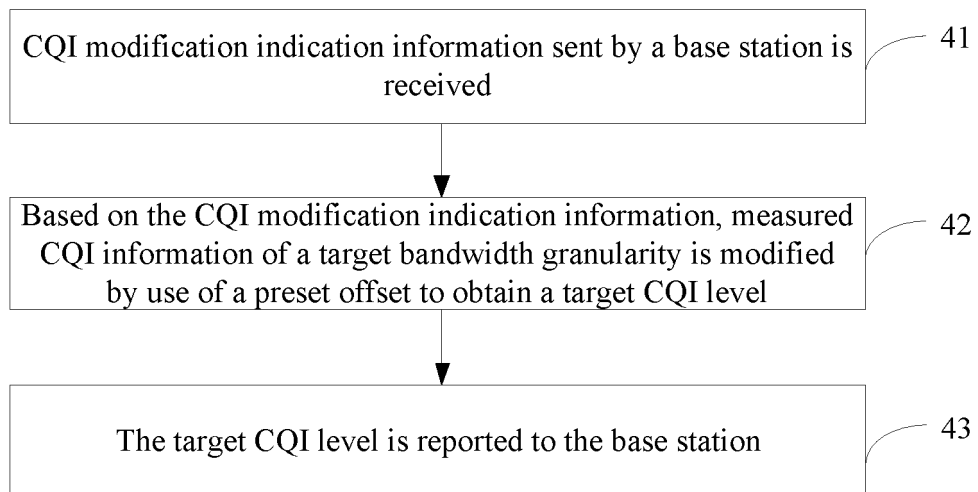 CQI modification indication information sent by a base station is
received
41
Based on the CQI modification indication information, measured
CQI information of a target bandwidth granularity is modified
by use of a preset offset to obtain a target CQI level
42
The target CQI level is reported to the base station
43